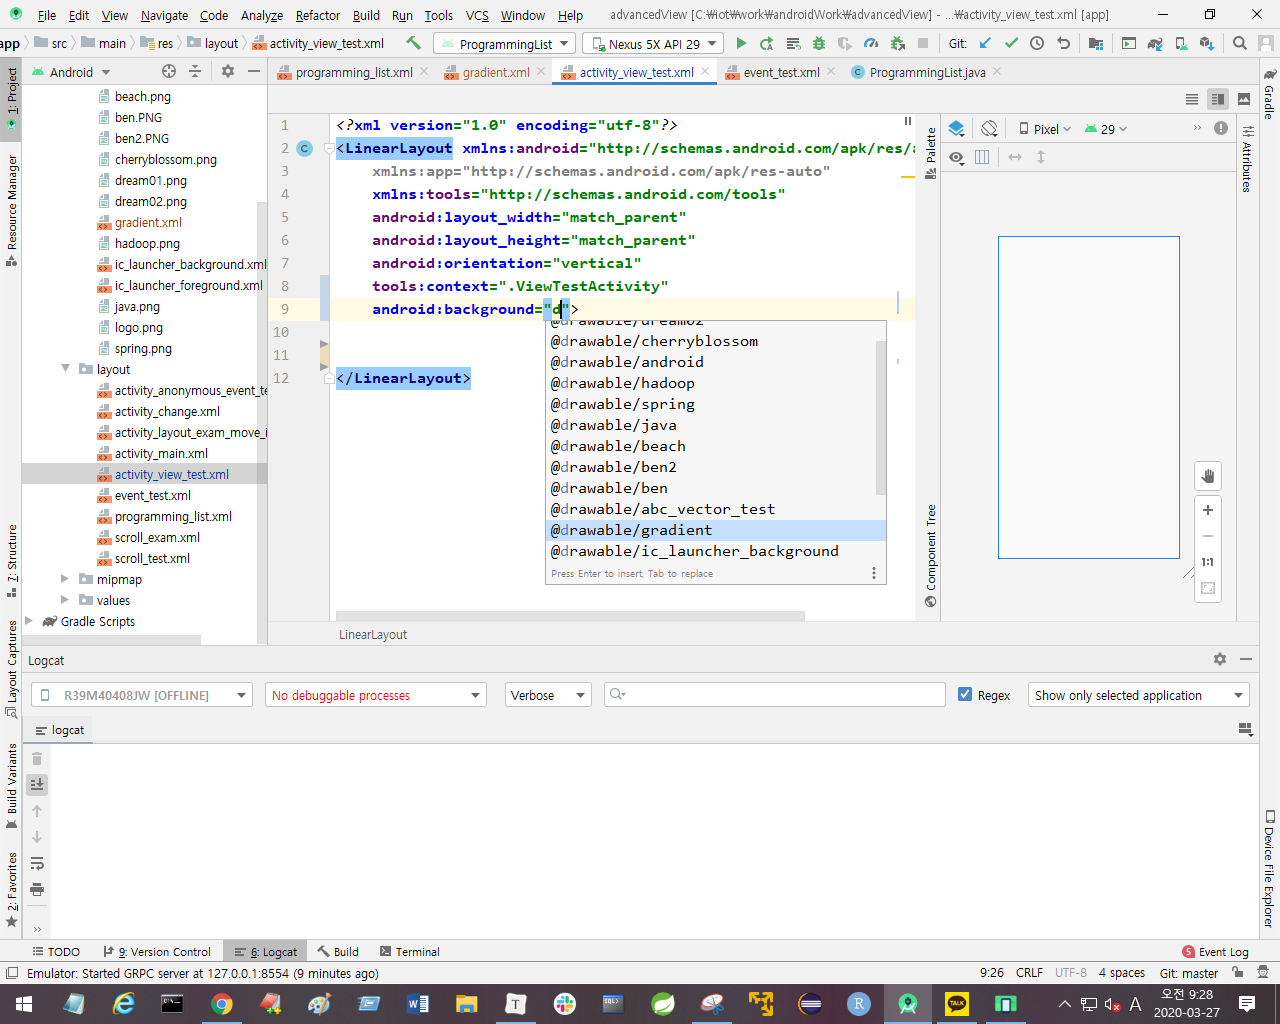 File Edit View Navigate Code Analyze Refactor Build Run Tools VCS Window Help advancedView [C:￦iot￦work￦androidWork￦advancedView] - ...￦activity_view_test.xml [app]
app src main res layout activity_view_test.xml ProgrammingList Nexus 5X API 29 Git:
1: Project
Resource Manager
7: Structure
Layout Captures
Build Variants
2: Favorites
Android
beach.png
ben.PNG
ben2.PNG
cherryblossom.png
dream01.png
dream02.png
gradient.xml
hadoop.png
ic_launcher_background.xml
ic_launcher_foreground.xml
java.png
logo.png
spring.png
layout
activity_anonymous_event_te
activity_change.xml
activity_layout_exam_move_i
activity_main.xml
activity_view_test.xml
event_test.xml
programming_list.xml
scroll_exam.xml
scroll_test.xml
mipmap
values
Gradle Scripts
programming_list.xml gradient.xml activity_view_test.xml event_test.xml ProgrammingList.java
1 <?xml version="1.0" encoding="utf-8"?>
2 <LinearLayout xmlns:android="http://schemas.android.com/apk/res/a
3 xmlns:app="http://schemas.android.com/apk/res-auto"
4 xmlns:tools="http://schemas.android.com/tools"
5 android:layout_width="match_parent"
6 android:layout_height="match_parent"
7 android:orientation="vertical"
8 tools:context=".ViewTestActivity"
9 android:background="d">
10
11
12 </LinearLayout>
@drawable/dream02
@drawable/cherryblossom
@drawable/android
@drawable/hadoop
@drawable/spring
@drawable/java
@drawable/beach
@drawable/ben2
@drawable/ben
@drawable/abc_vector_test
@drawable/gradient
@drawable/ic_launcher_background
Press Enter to insert, Tab to replace
LinearLayout
Palette
Component Tree
Pixel 29
1:1
Gradle
Attributes
Device File Explorer
Logcat
R39M40408JW [OFFLINE] No debuggable processes Verbose Regex Show only selected application
logcat
TODO 9: Version Control 6: Logcat Build Terminal 5 Event Log
Emulator: Started GRPC server at 127.0.0.1:8554 (9 minutes ago) 9:26 CRLF UTF-8 4 spaces Git: master
W T SQL R TALK A
오전 9:28
2020-03-27